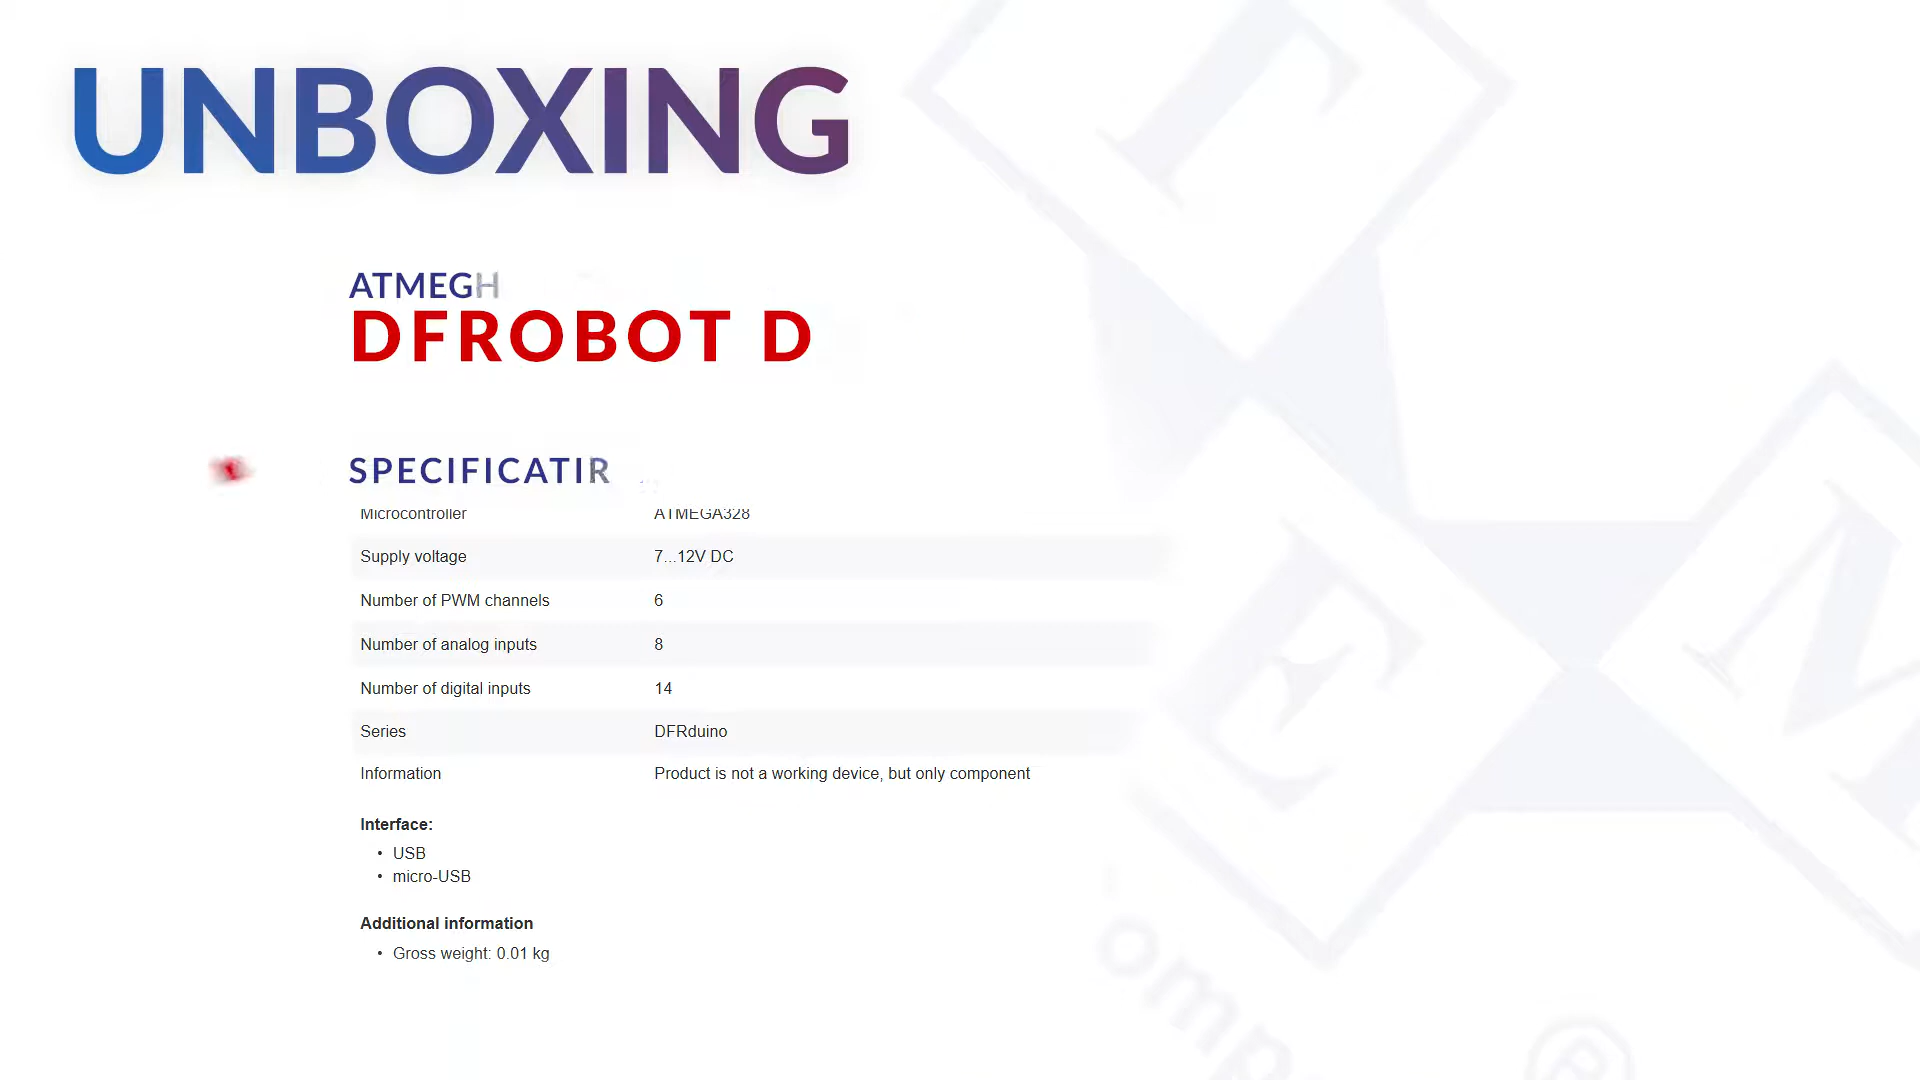 UNBOXING
ATMEGH
DFROBOT D
SPECIFICATIR
Microcontroller ATMEGA328
Supply voltage 7...12V DC
Number of PWM channels 6
Number of analog inputs 8
Number of digital inputs 14
Series DFRduino
Information Product is not a working device, but only component
Interface:
• USB
• micro-USB
Additional information
• Gross weight: 0.01 kg
T
E
M
omp
®